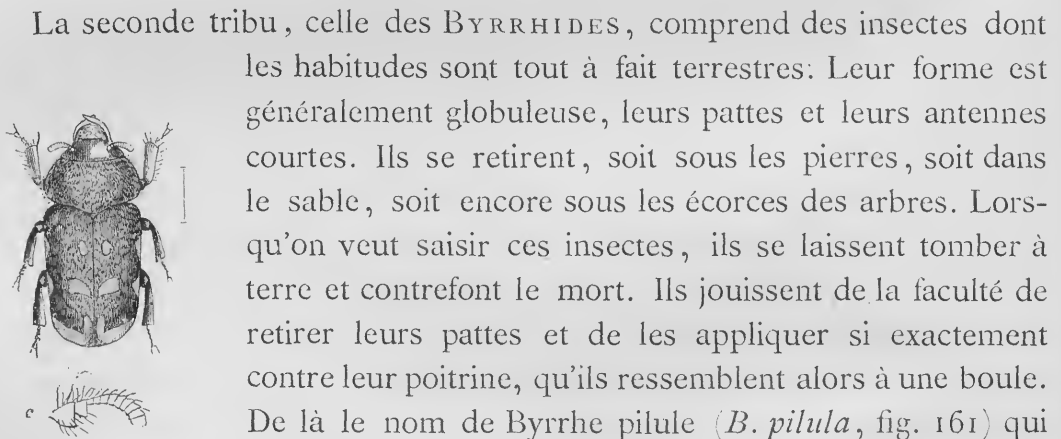 La seconde tribu, celle des BYRRHIDES, comprend des insectes dont
les habitudes sont tout à fait terrestres: Leur forme est
généralement globuleuse, leurs pattes et leurs antennes
courtes. Ils se retirent, soit sous les pierres, soit dans
le sable, soit encore sous les écorces des arbres. Lors-
qu'on veut saisir ces insectes, ils se laissent tomber à
terre et contrefont le mort. Ils jouissent de la faculté de
retirer leurs pattes et de les appliquer si exactement
contre leur poitrine, qu'ils ressemblent alors à une boule.
De là le nom de Byrrhe pilule (B. pilula, fig. 161) qui
c